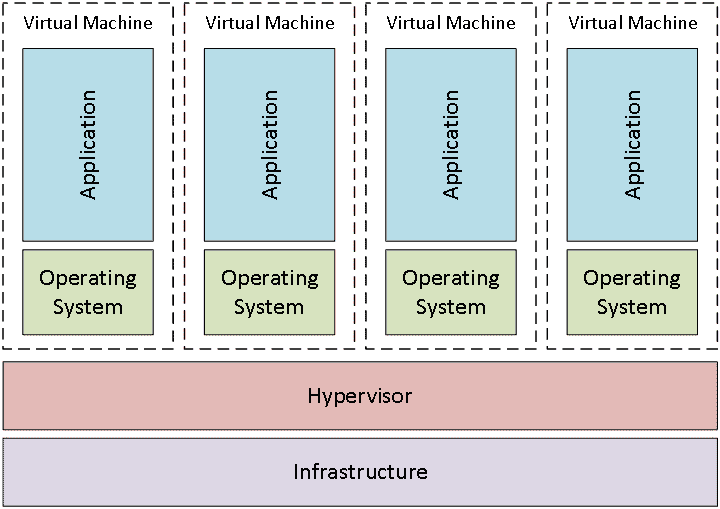 Virtual Machine
Virtual Machine
Virtual Machine
Virtual Machine
Application
Application
Application
Application
Operating
System
Operating
System
Operating
System
Operating
System
Hypervisor
Infrastructure